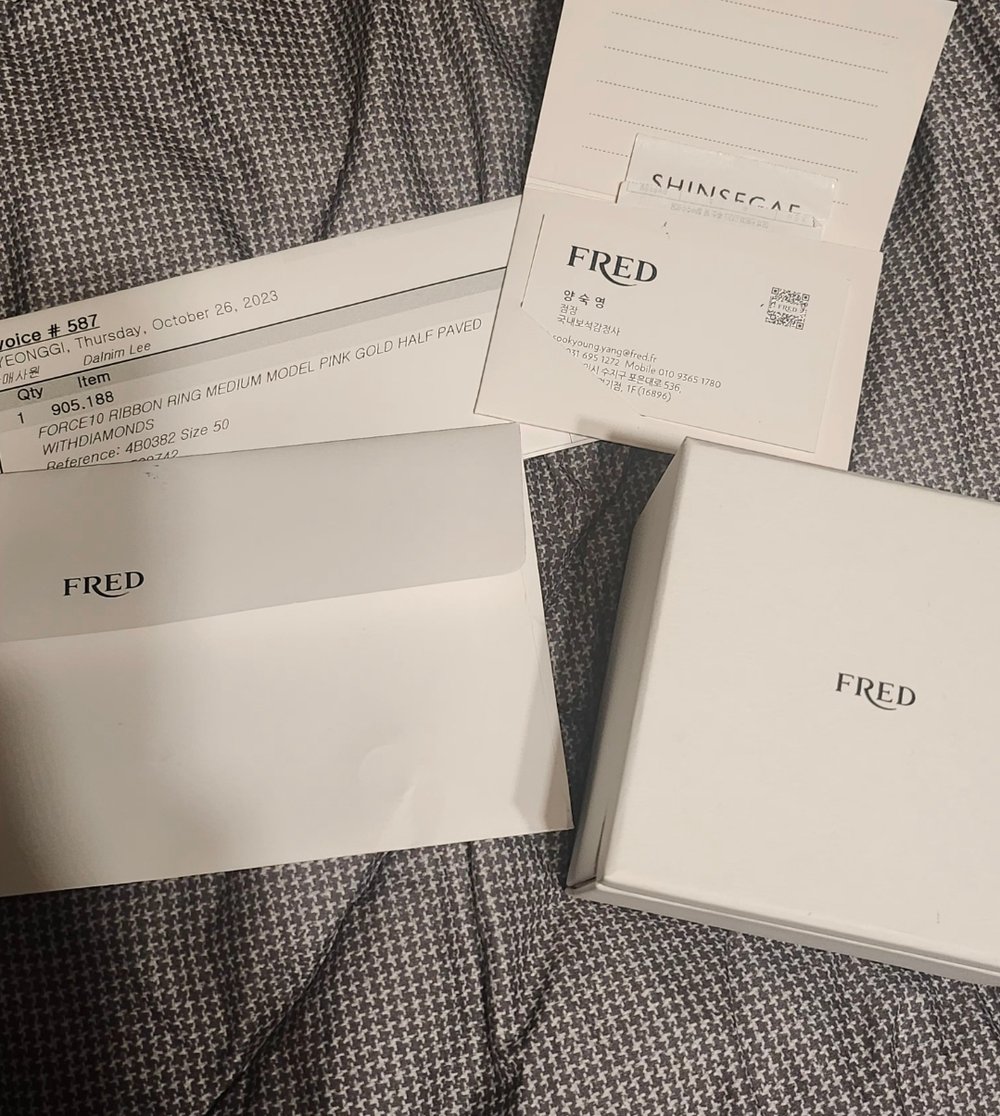 SHINSEGAE
FRED
양숙영
점장
국내보석감정사
sookyoung.yang@fred.fr
031 695 1272 Mobile 010 9365 1780
수지구 포은대로 536,
1F (16896)
FRED
voice # 587
YEONGGI, Thursday, October 26, 2023
매사원 Dalnim Lee
Qty Item
1 905.188
FORCE10 RIBBON RING MEDIUM MODEL PINK GOLD HALF PAVED
WITHDIAMONDS
Reference: 4B0382 Size 50
FRED
FRED